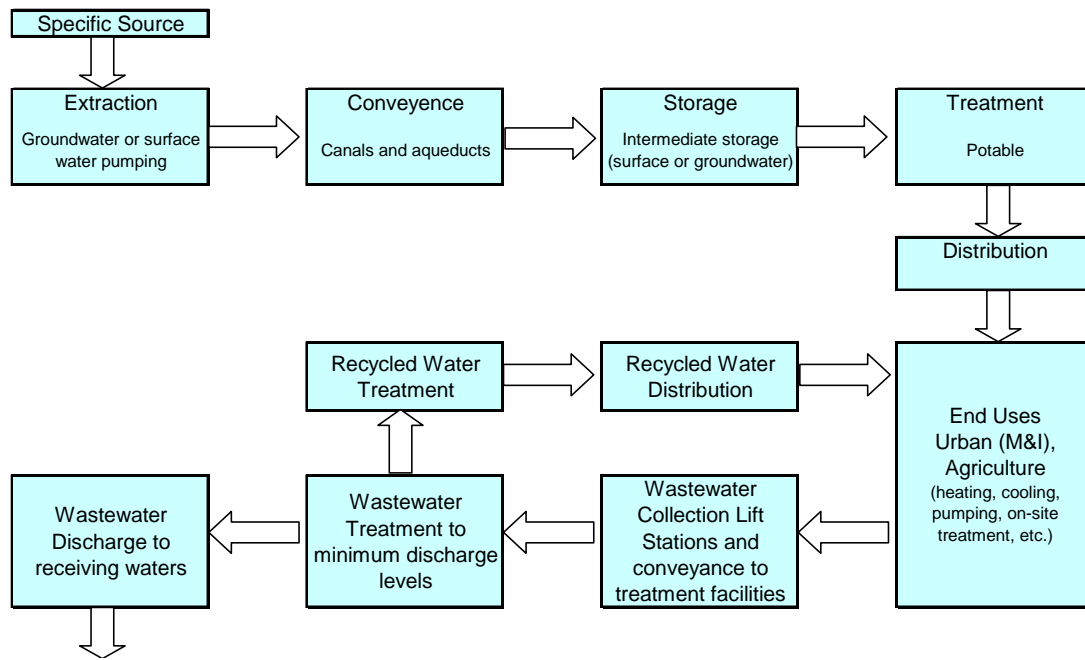 Specific Source
Extraction
Groundwater or surface
water pumping
Conveyence
Canals and aqueducts
Storage
Intermediate storage
(surface or groundwater)
Treatment
Potable
Distribution
Recycled Water
Treatment
Recycled Water
Distribution
End Uses
Urban (M&I),
Agriculture
(heating, cooling,
pumping, on-site
treatment, etc.)
Wastewater
Discharge to
receiving waters
Wastewater
Treatment to
minimum discharge
levels
Wastewater
Collection Lift
Stations and
conveyance to
treatment facilities